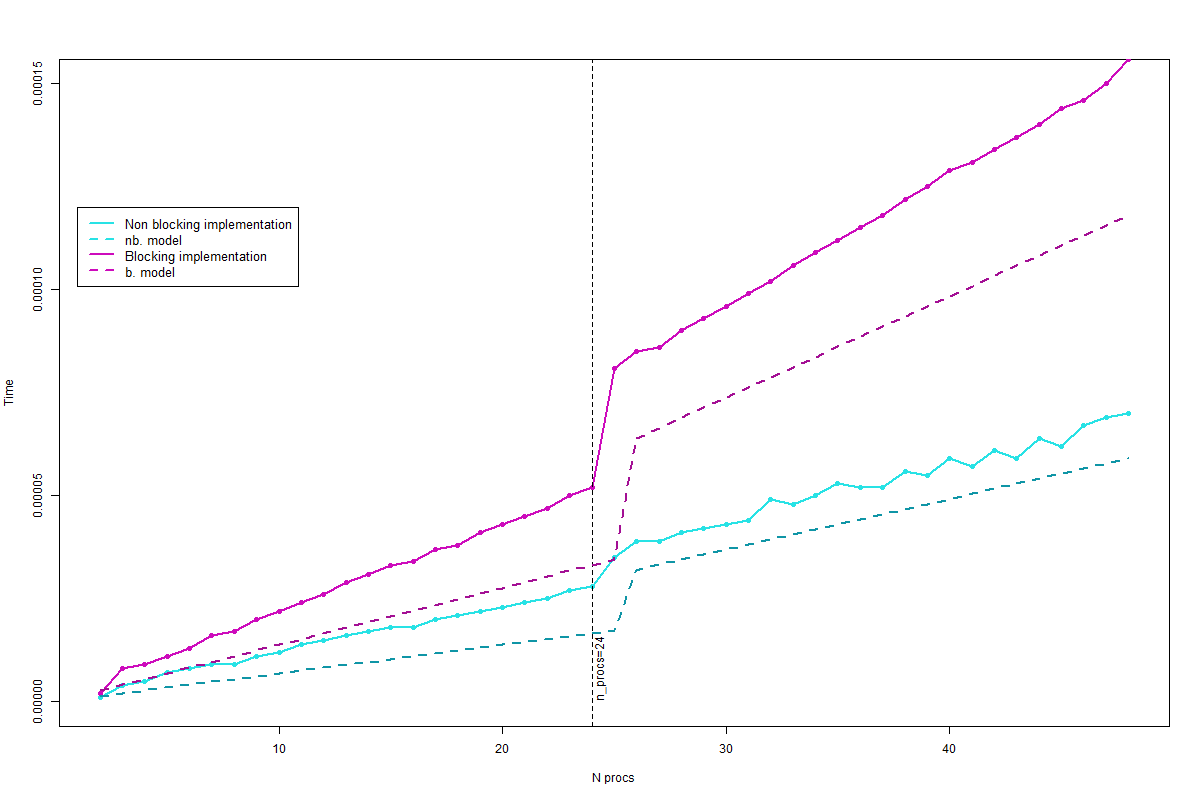 0.00015
0.00010
0.00005
0.00000
Time
Non blocking implementation
nb. model
Blocking implementation
b. model
n_procs=24
10
20
30
40
N procs